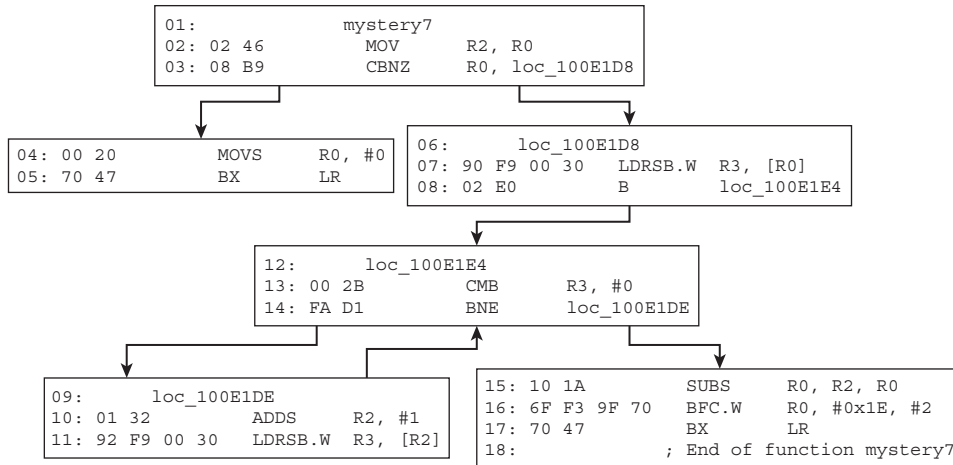 01: mystery7
02: 02 46 MOV R2, R0
03: 08 B9 CBNZ R0, loc_100E1D8
04: 00 20 MOVS R0, #0
05: 70 47 BX LR
06: loc_100E1D8
07: 90 F9 00 30 LDRSB.W R3, [R0]
08: 02 E0 B loc_100E1E4
12: loc_100E1E4
13: 00 2B CMB R3, #0
14: FA D1 BNE loc_100E1DE
09: loc_100E1DE
10: 01 32 ADDS R2, #1
11: 92 F9 00 30 LDRSB.W R3, [R2]
15: 10 1A SUBS R0, R2, R0
16: 6F F3 9F 70 BFC.W R0, #0x1E, #2
17: 70 47 BX LR
18: ; End of function mystery7